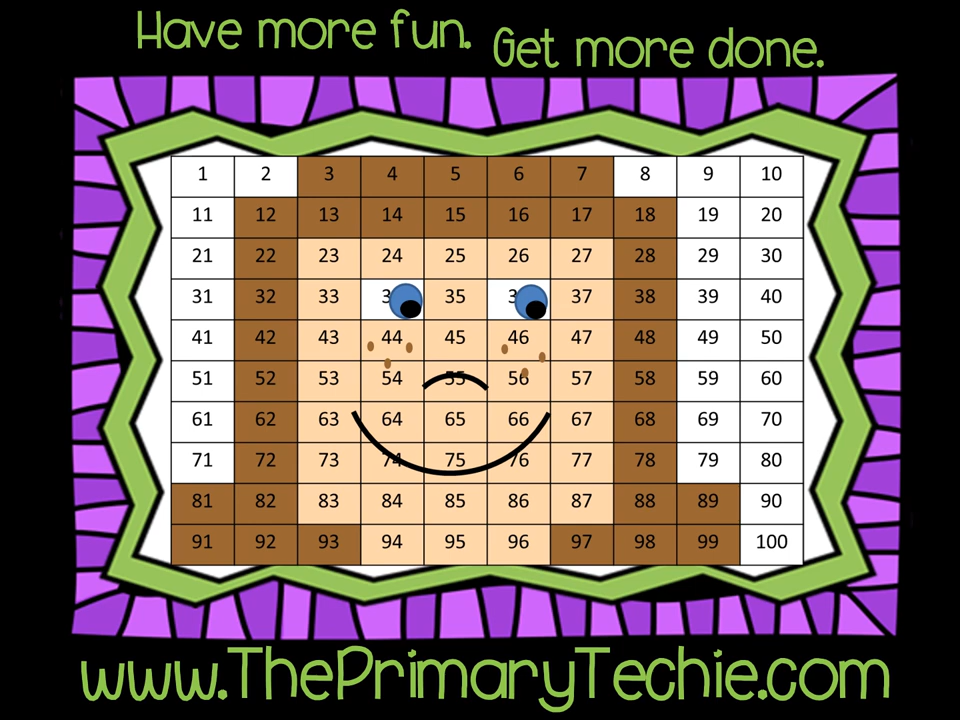 Have more fun. Get more done.
1 2 3 4 5 6 7 8 9 10
11 12 13 14 15 16 17 18 19 20
21 22 23 24 25 26 27 28 29 30
31 32 33 3 35 3 37 38 39 40
41 42 43 44 45 46 47 48 49 50
51 52 53 54 55 56 57 58 59 60
61 62 63 64 65 66 67 68 69 70
71 72 73 74 75 76 77 78 79 80
81 82 83 84 85 86 87 88 89 90
91 92 93 94 95 96 97 98 99 100
www.ThePrimaryTechie.com